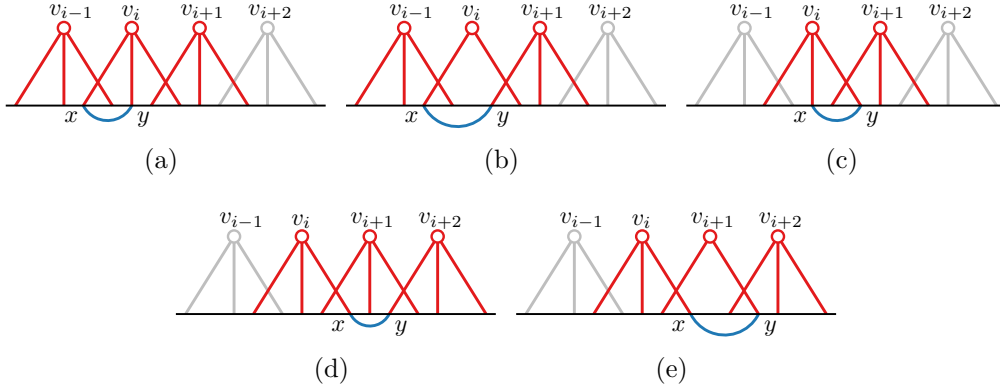 v_{i-1} v_i v_{i+1} v_{i+2} v_{i-1} v_i v_{i+1} v_{i+2} v_{i-1} v_i v_{i+1} v_{i+2}
x y x y x y
(a) (b) (c)
v_{i-1} v_i v_{i+1} v_{i+2} v_{i-1} v_i v_{i+1} v_{i+2}
x y x y
(d) (e)